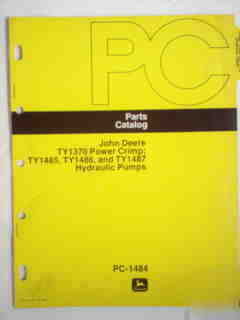 PC
Parts
Catalog
John Deere
TY1370 Power Crimp;
TY1485, TY1486, and TY1487
Hydraulic Pumps
PC-1484